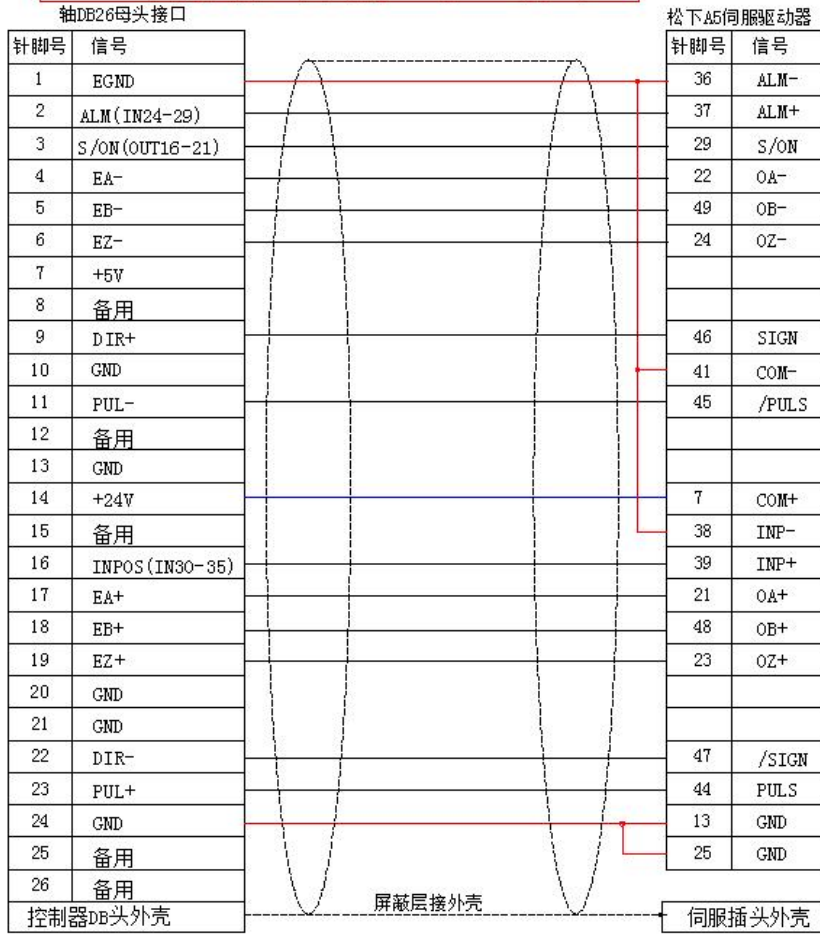 轴DB26母头接口 松下A5伺服驱动器
针脚号 信号 针脚号 信号
1 EGND 36 ALM-
2 ALM(IN24-29) 37 ALM+
3 S/ON(OUT16-21) 29 S/ON
4 EA- 22 OA-
5 EB- 49 OB-
6 EZ- 24 OZ-
7 +5V
8 备用
9 DIR+ 46 SIGN
10 GND 41 COM-
11 PUL- 45 /PULS
12 备用
13 GND
14 +24V 7 COM+
15 备用 38 INP-
16 INPOS(IN30-35) 39 INP+
17 EA+ 21 OA+
18 EB+ 48 OB+
19 EZ+ 23 OZ+
20 GND
21 GND
22 DIR- 47 /SIGN
23 PUL+ 44 PULS
24 GND 13 GND
25 备用 25 GND
26 备用
控制器DB头外壳 屏蔽层接外壳 伺服插头外壳